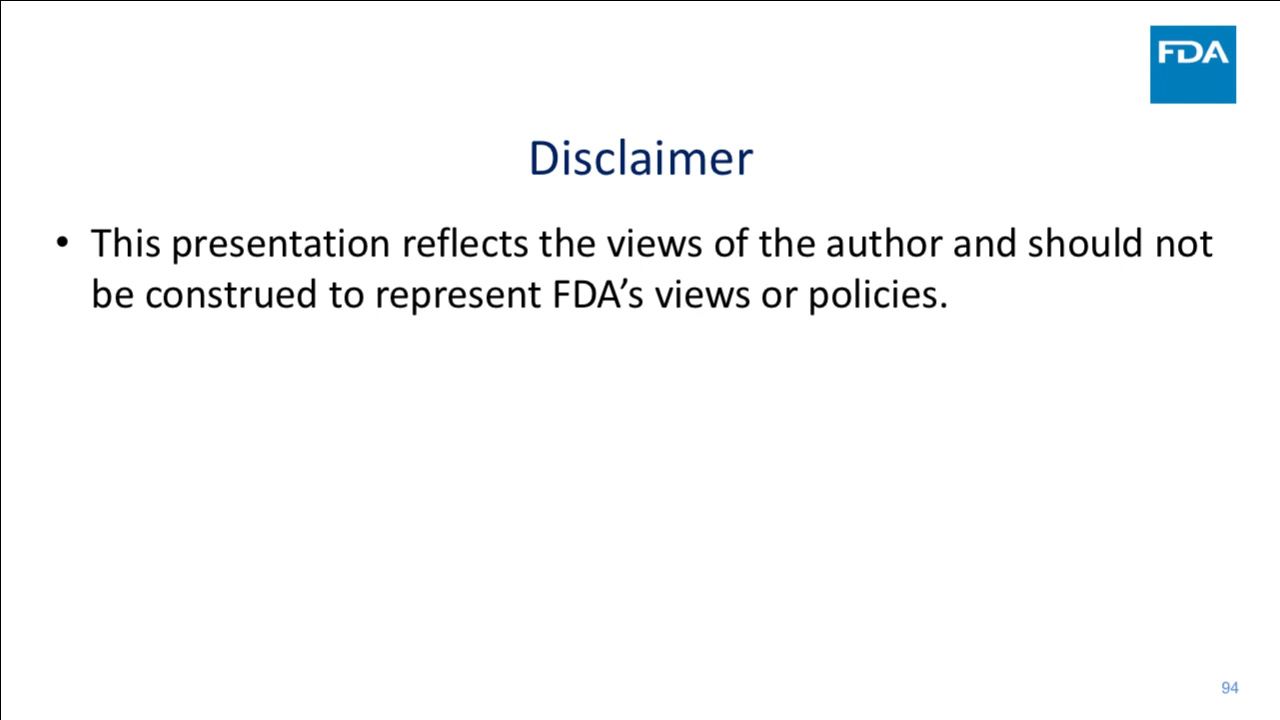 FDA
Disclaimer
• This presentation reflects the views of the author and should not
be construed to represent FDA’s views or policies.
94